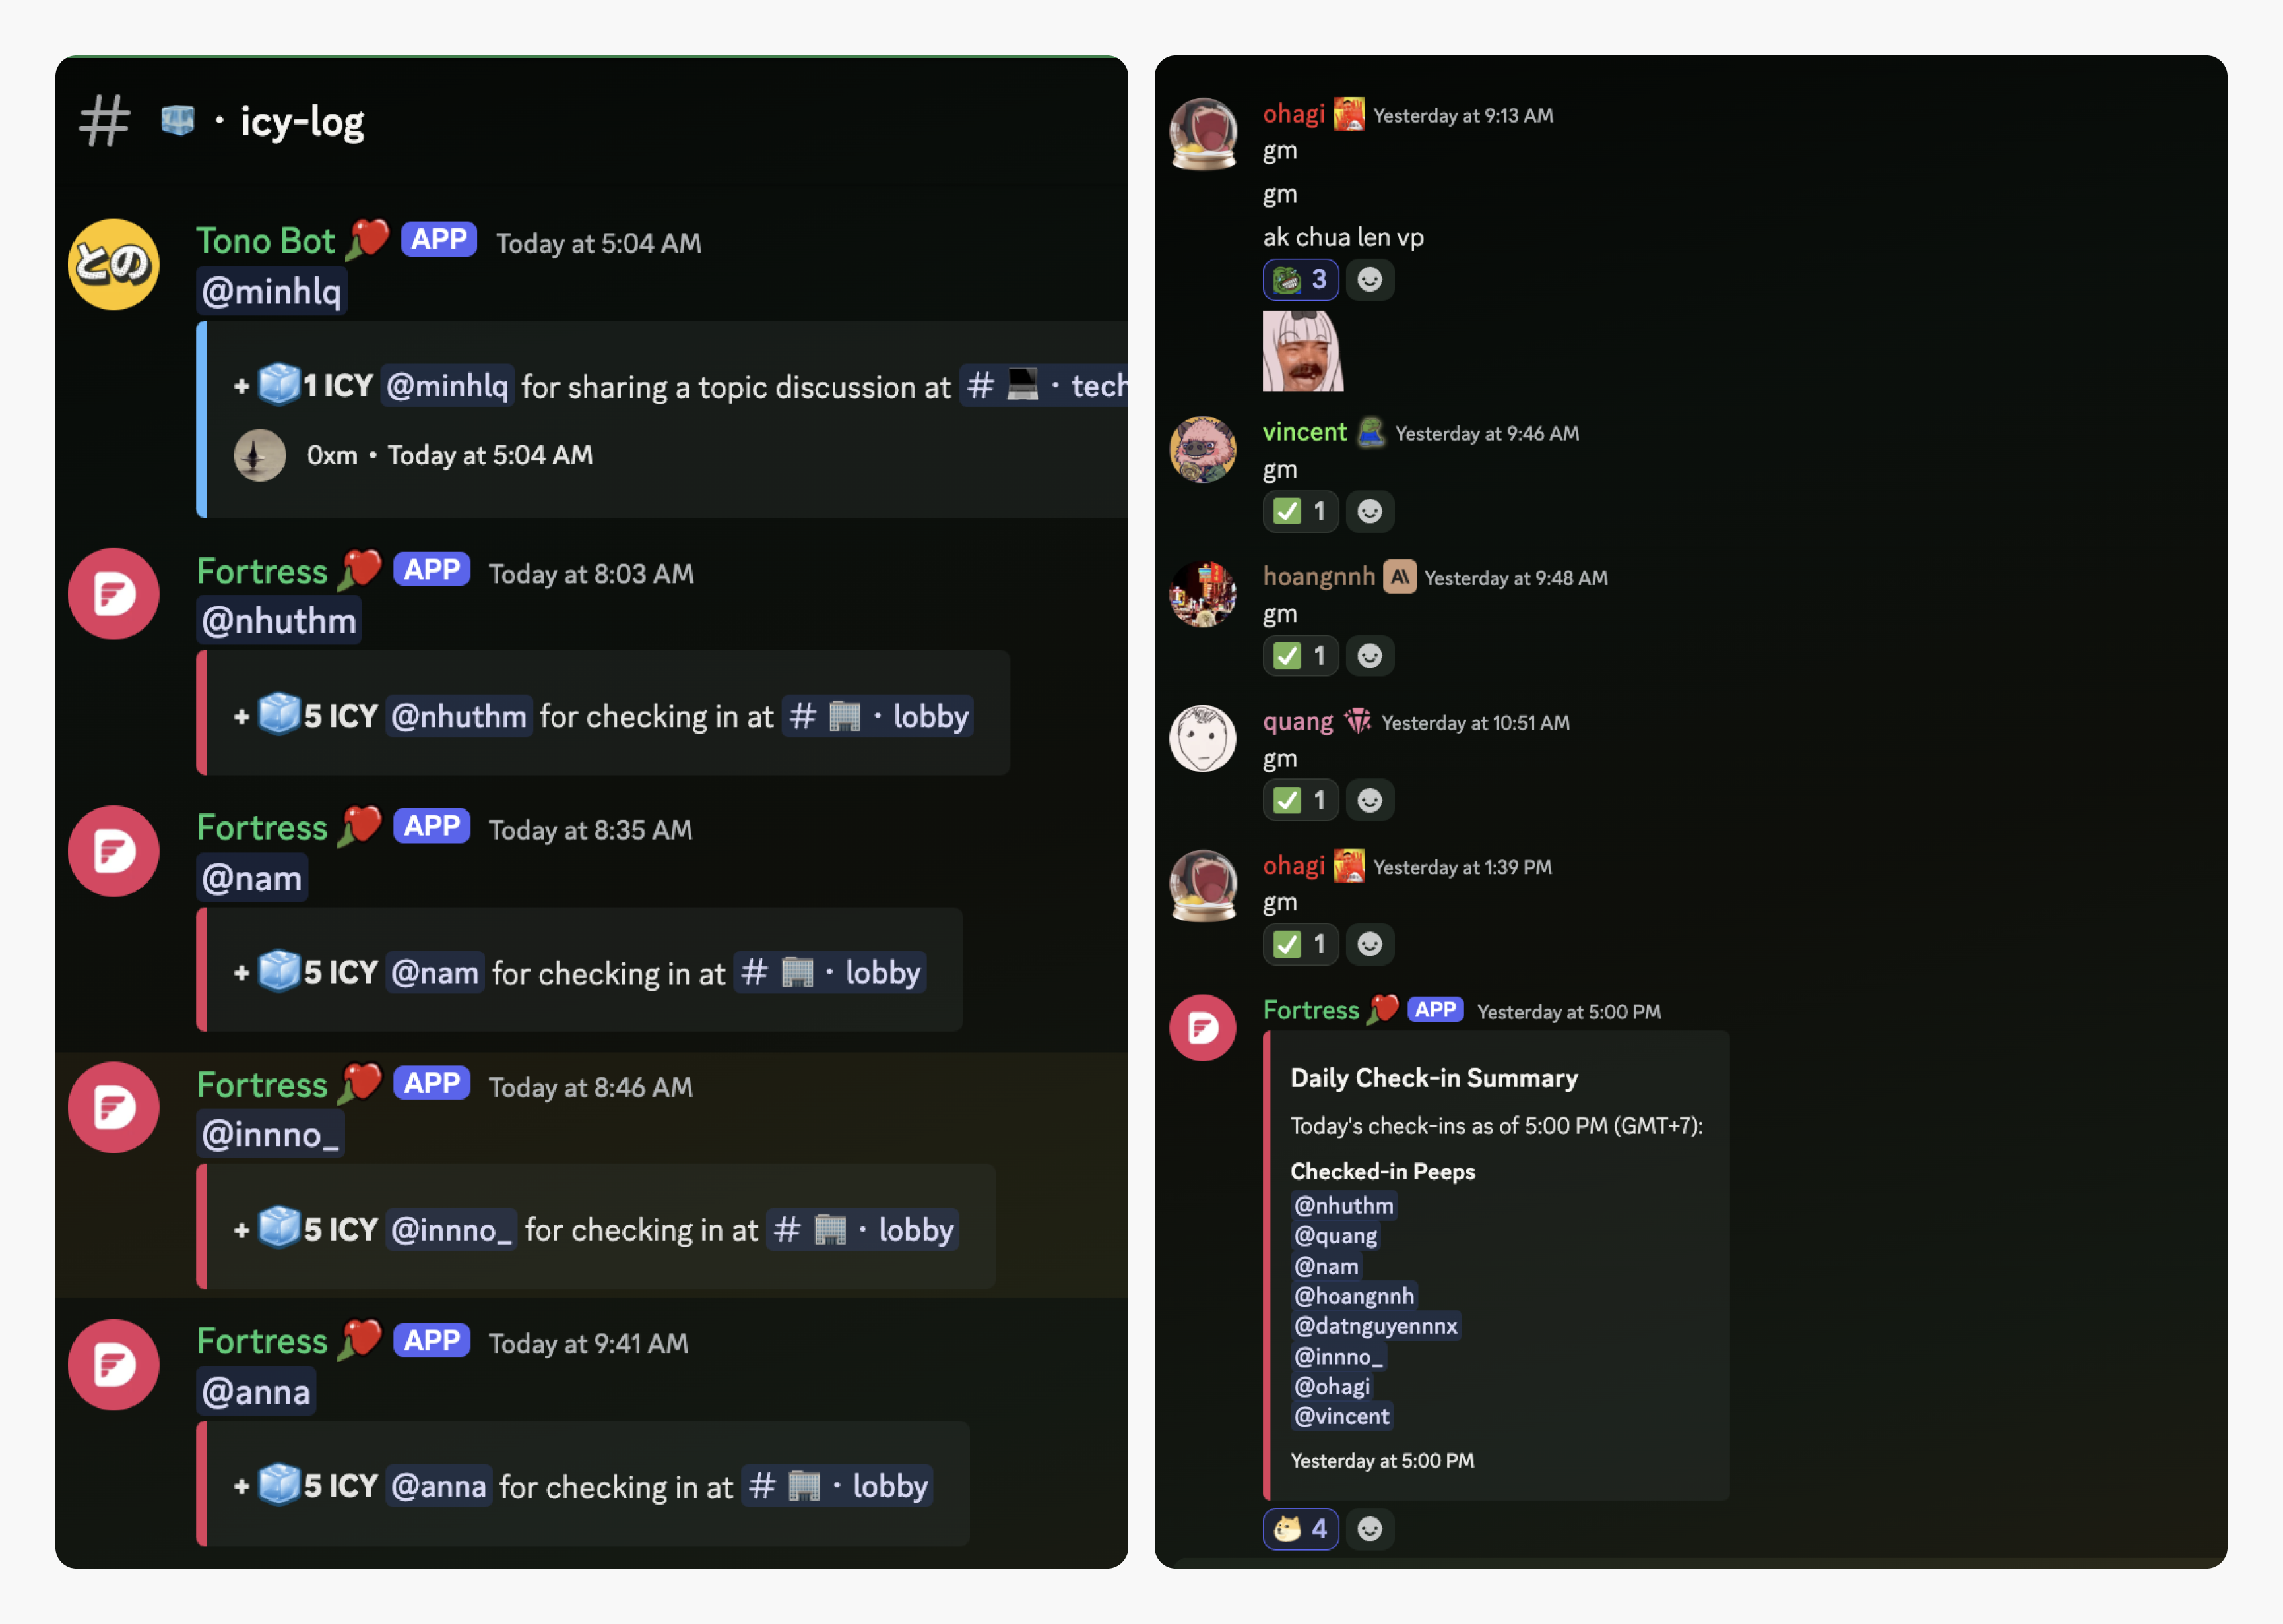 # 🧊 · icy-log
との
Tono Bot APP Today at 5:04 AM
@minhlq
+ 1 ICY @minhlq for sharing a topic discussion at # 💻 · tech
0xm • Today at 5:04 AM
Fortress APP Today at 8:03 AM
@nhuthm
+ 5 ICY @nhuthm for checking in at # 🏢 · lobby
Fortress APP Today at 8:35 AM
@nam
+ 5 ICY @nam for checking in at # 🏢 · lobby
Fortress APP Today at 8:46 AM
@innno_
+ 5 ICY @innno_ for checking in at # 🏢 · lobby
Fortress APP Today at 9:41 AM
@anna
+ 5 ICY @anna for checking in at # 🏢 · lobby
ohagi Yesterday at 9:13 AM
gm
gm
ak chua len vp
3
vincent Yesterday at 9:46 AM
gm
✅ 1
hoangnnh A\ Yesterday at 9:48 AM
gm
✅ 1
quang Yesterday at 10:51 AM
gm
✅ 1
ohagi Yesterday at 1:39 PM
gm
✅ 1
Fortress APP Yesterday at 5:00 PM
Daily Check-in Summary
Today's check-ins as of 5:00 PM (GMT+7):
Checked-in Peeps
@nhuthm
@quang
@nam
@hoangnnh
@datnguyennnx
@innno_
@ohagi
@vincent
Yesterday at 5:00 PM
4